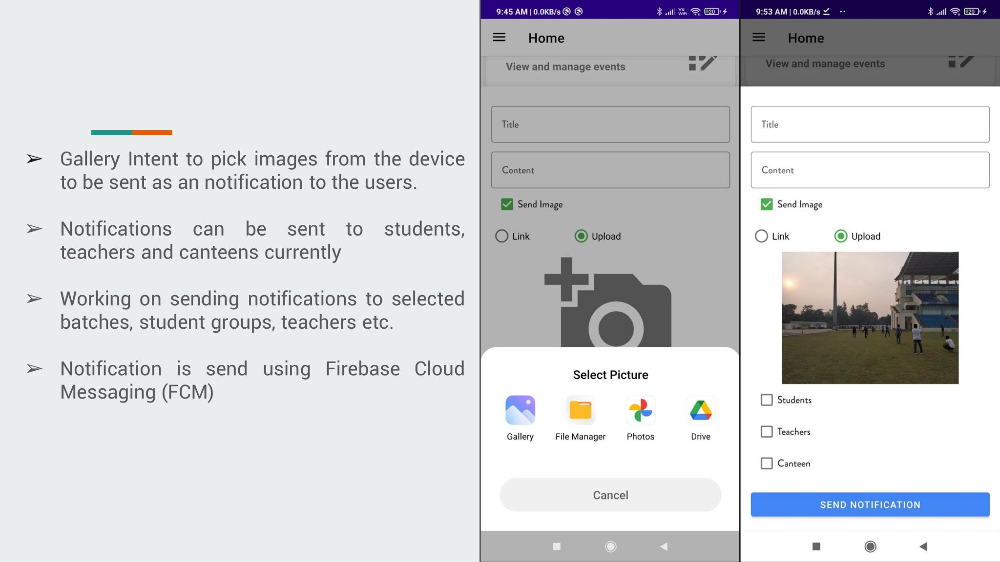 ➢ Gallery Intent to pick images from the device
to be sent as an notification to the users.
➢ Notifications can be sent to students,
teachers and canteens currently
➢ Working on sending notifications to selected
batches, student groups, teachers etc.
➢ Notification is send using Firebase Cloud
Messaging (FCM)
9:45 AM | 0.0KB/s
Vo
WiFi
20
Home
View and manage events
Title
Content
Send Image
Link Upload
Select Picture
Gallery File Manager Photos Drive
Cancel
9:53 AM | 0.0KB/s
20
Home
View and manage events
Title
Content
Send Image
Link Upload
Students
Teachers
Canteen
SEND NOTIFICATION